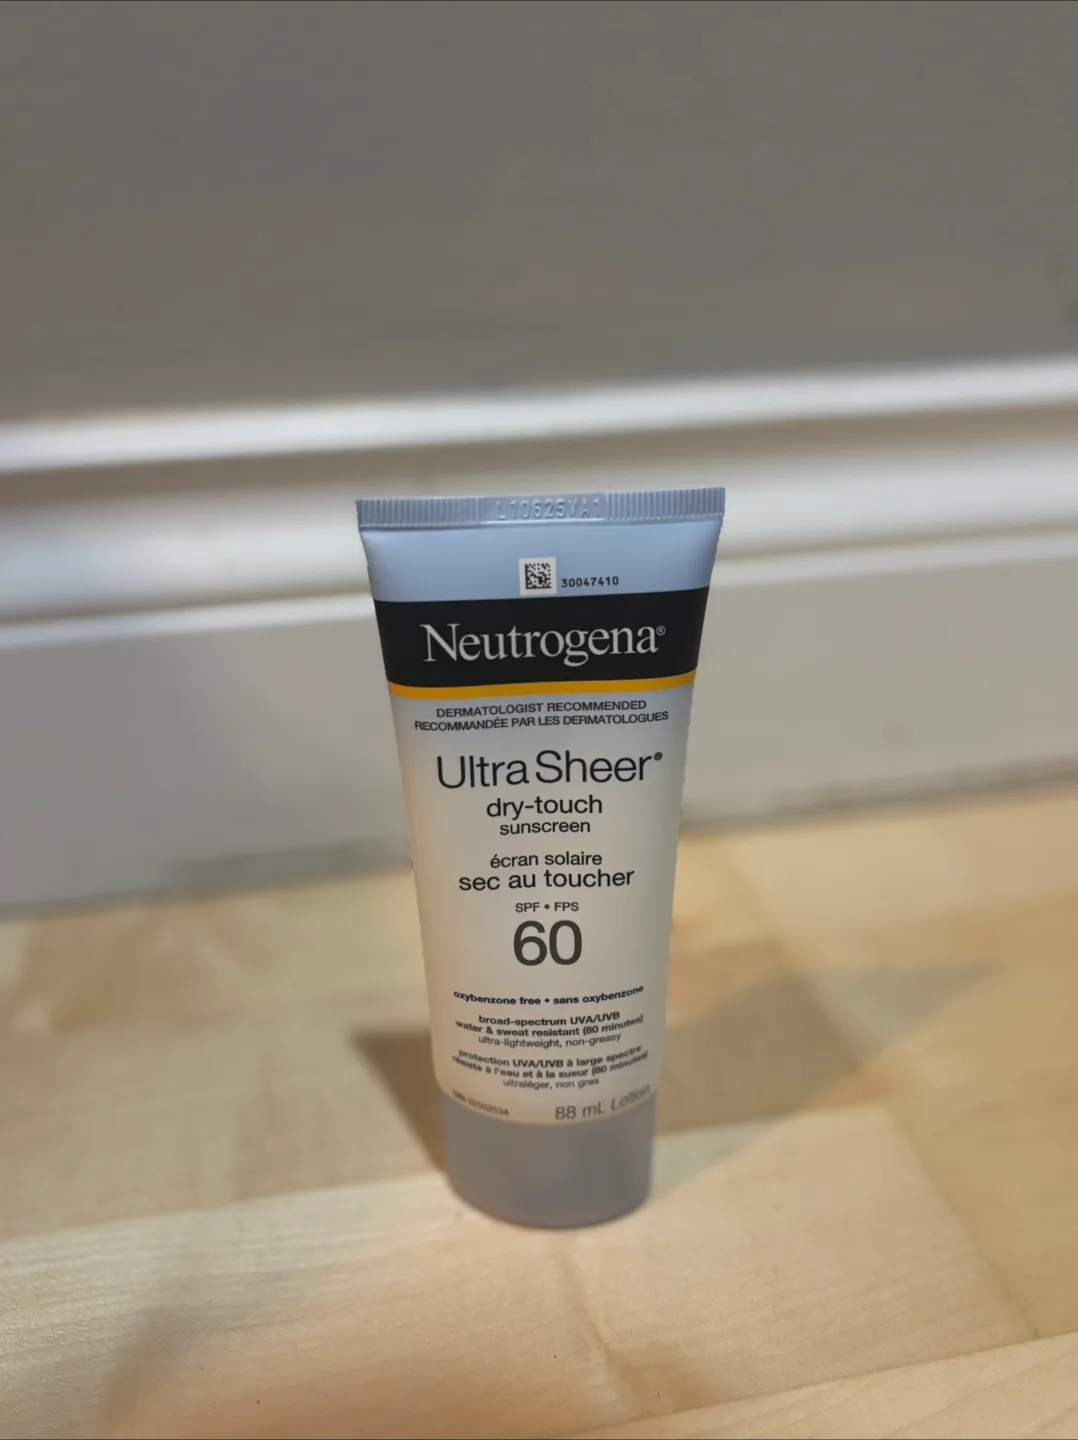 L10625VA1
30047410
Neutrogena®
DERMATOLOGIST RECOMMENDED
RECOMMANDÉE PAR LES DERMATOLOGUES
Ultra Sheer®
dry-touch
sunscreen
écran solaire
sec au toucher
SPF • FPS
60
oxybenzone free • sans oxybenzone
broad-spectrum UVA/UVB
water & sweat resistant (80 minutes)
ultra-lightweight, non-greasy
protection UVA/UVB à large spectre
résiste à l'eau et à la sueur (80 minutes)
ultraléger, non gras
88 mL Lotion